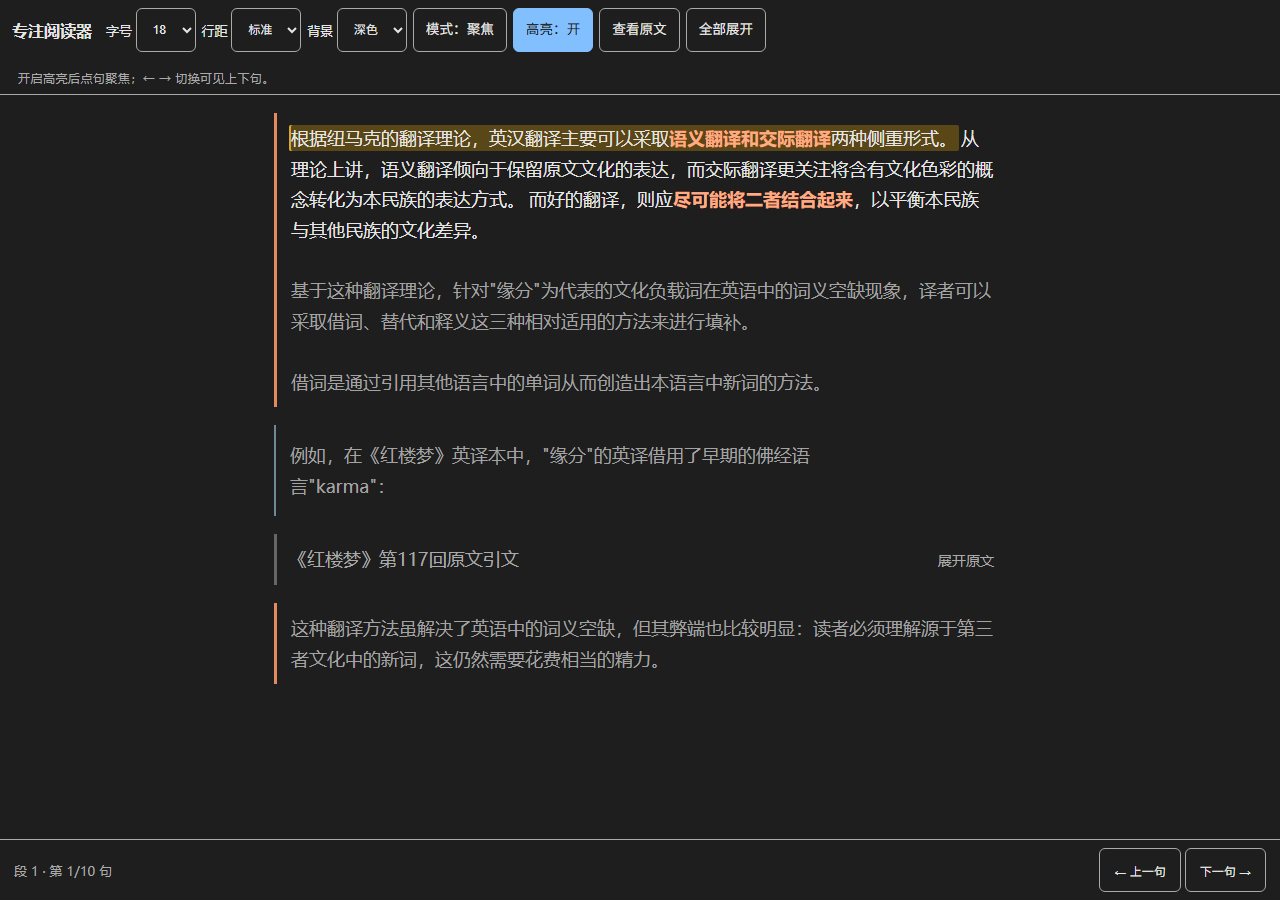 专注阅读器 字号 18 行距 标准 背景 深色 模式：聚焦 高亮：开 查看原文 全部展开
开启高亮后点句聚焦；← → 切换可见上下句。
根据纽马克的翻译理论，英汉翻译主要可以采取语义翻译和交际翻译两种侧重形式。 从
理论上讲，语义翻译倾向于保留原文文化的表达，而交际翻译更关注将含有文化色彩的概
念转化为本民族的表达方式。 而好的翻译，则应尽可能将二者结合起来，以平衡本民族
与其他民族的文化差异。
基于这种翻译理论，针对"缘分"为代表的文化负载词在英语中的词义空缺现象，译者可以
采取借词、替代和释义这三种相对适用的方法来进行填补。
借词是通过引用其他语言中的单词从而创造出本语言中新词的方法。
例如，在《红楼梦》英译本中，"缘分"的英译借用了早期的佛经语
言"karma"：
《红楼梦》第117回原文引文 展开原文
这种翻译方法虽解决了英语中的词义空缺，但其弊端也比较明显：读者必须理解源于第三
者文化中的新词，这仍然需要花费相当的精力。
段 1 · 第 1/10 句 ← 上一句 下一句 →